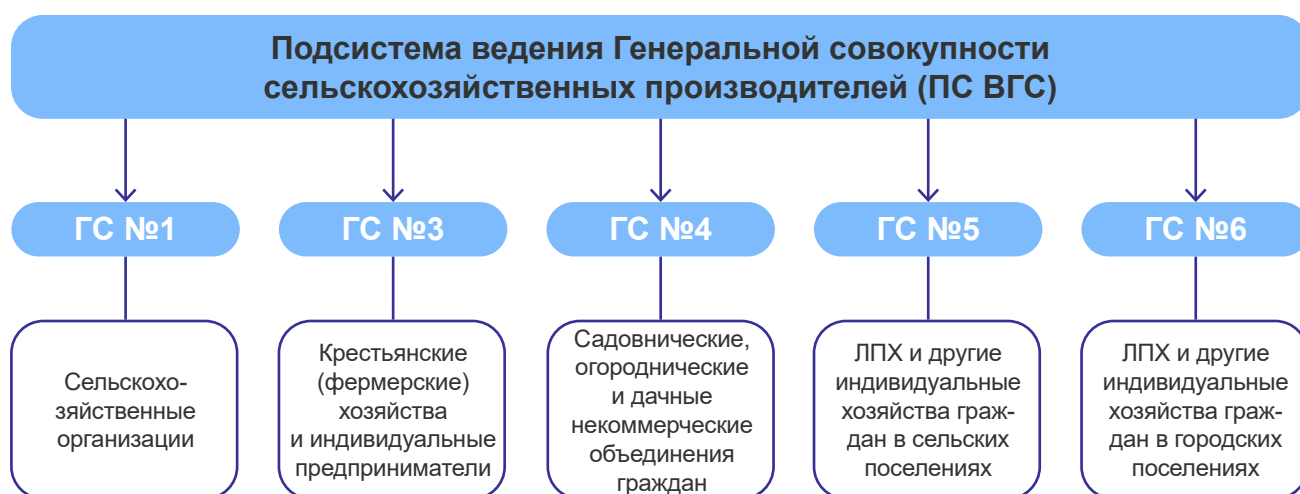 Подсистема ведения Генеральной совокупности
сельскохозяйственных производителей (ПС ВГС)
ГС №1
ГС №3
ГС №4
ГС №5
ГС №6
Сельскохо-
зяйственные
организации
Крестьянские
(фермерские)
хозяйства
и индивидуальные
предприниматели
Садовнические,
огороднические
и дачные
некоммерческие
объединения
граждан
ЛПХ и другие
индивидуальные
хозяйства граж-
дан в сельских
поселениях
ЛПХ и другие
индивидуальные
хозяйства граж-
дан в городских
поселениях